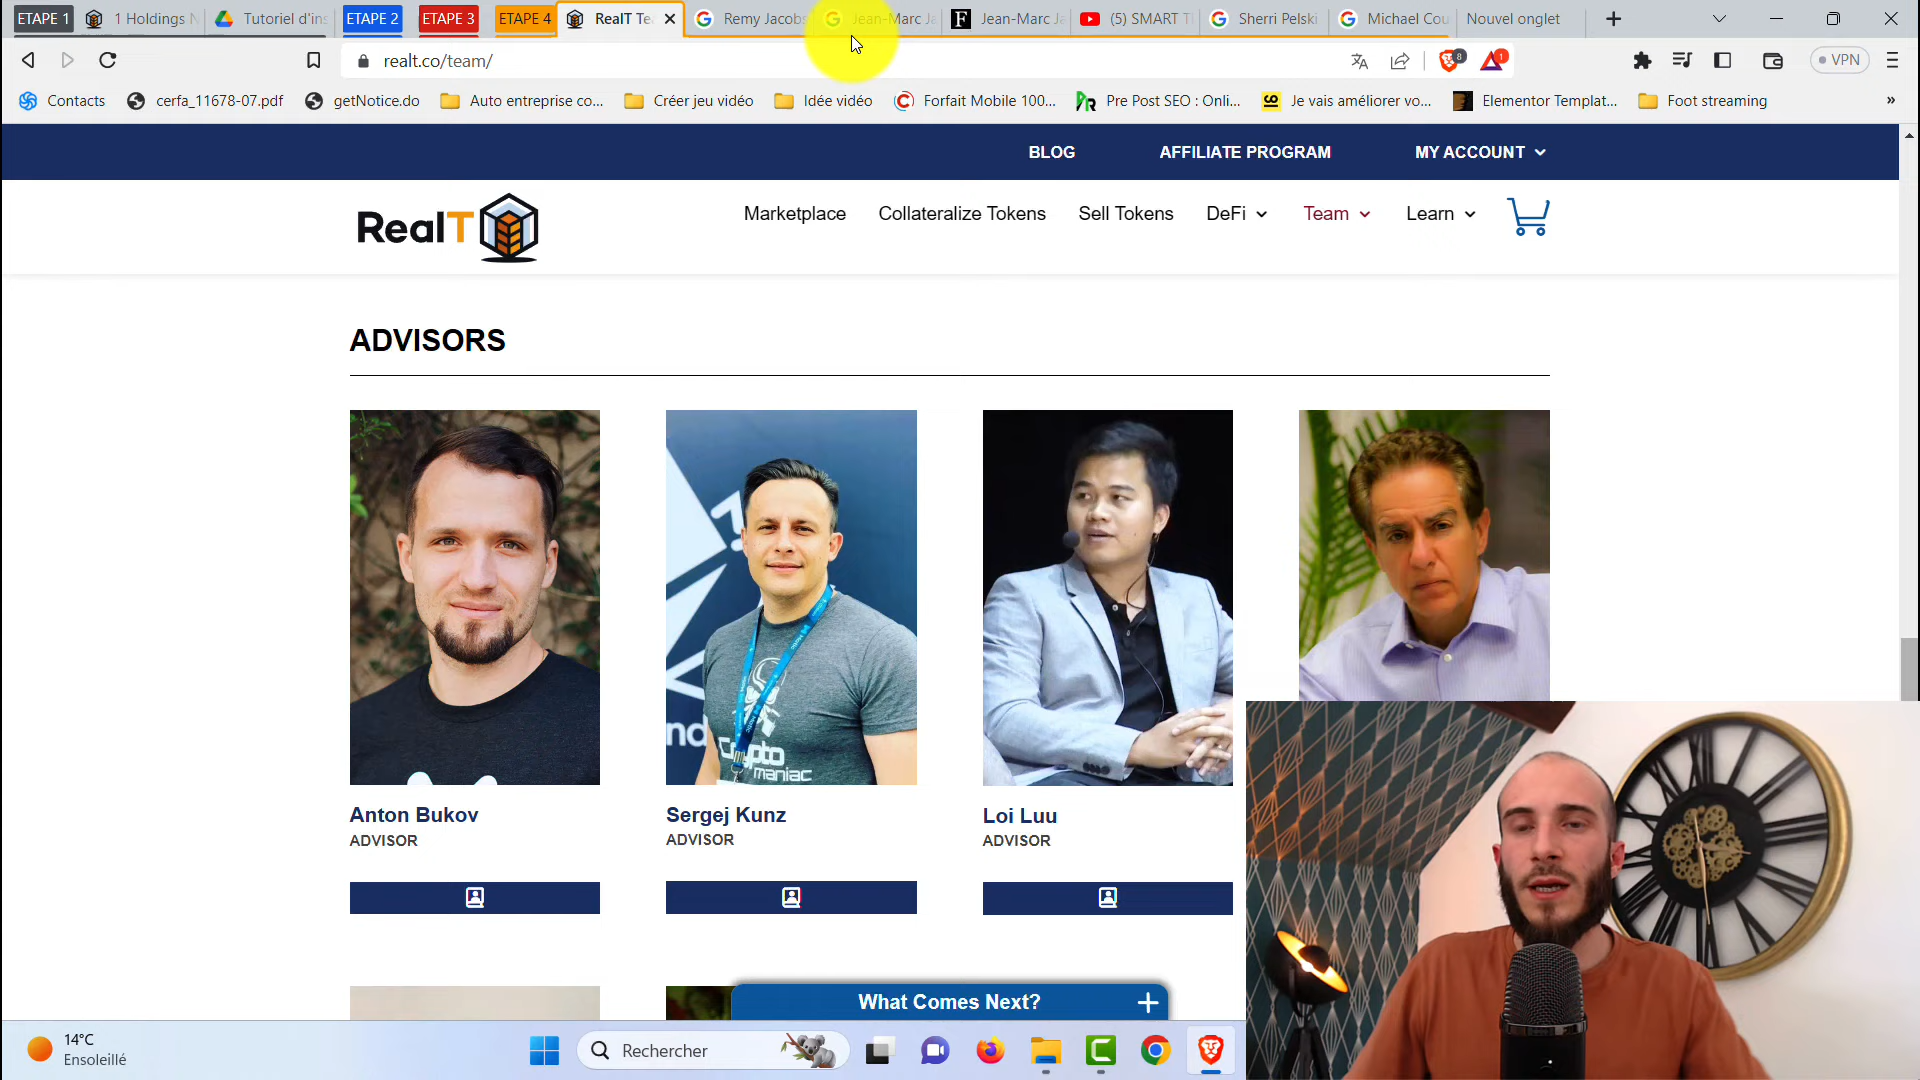 ETAPE 1
1 Holdings N
Tutoriel d'ins
ETAPE 2
ETAPE 3
ETAPE 4
RealT Te
Remy Jacobs
Jean-Marc Ja
Jean-Marc Ja
(5) SMART T
Sherri Pelski
Michael Cou
Nouvel onglet
realt.co/team/
8
1
VPN
Contacts
cerfa_11678-07.pdf
getNotice.do
Auto entreprise co...
Créer jeu vidéo
Idée vidéo
Forfait Mobile 100...
Pre Post SEO : Onli...
Je vais améliorer vo...
Elementor Templat...
Foot streaming
»
BLOG
AFFILIATE PROGRAM
MY ACCOUNT
RealT
Marketplace
Collateralize Tokens
Sell Tokens
DeFi
Team
Learn
ADVISORS
Crypto
maniac
Anton Bukov
ADVISOR
Sergej Kunz
ADVISOR
Loi Luu
ADVISOR
What Comes Next?
14°C
Ensoleillé
Rechercher